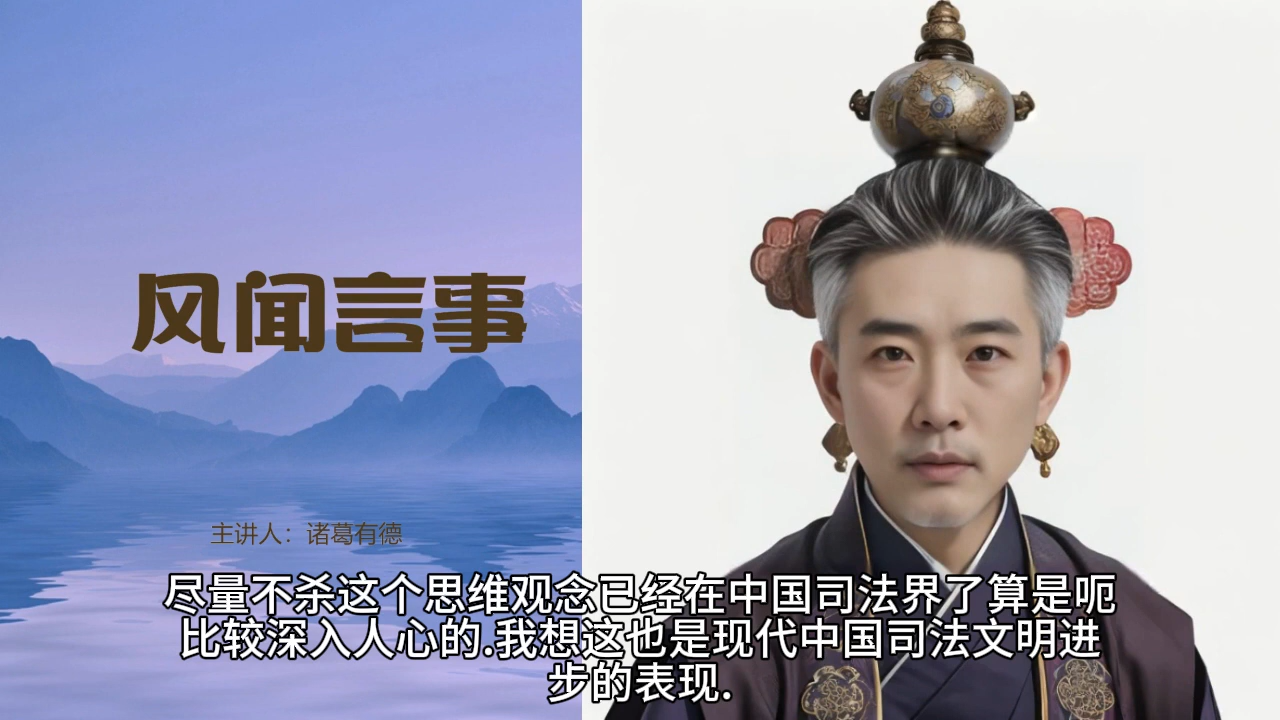 风闻言事
主讲人：诸葛有德
尽量不杀这个思维观念已经在中国司法界了算是呃
比较深入人心的.我想这也是现代中国司法文明进
步的表现.